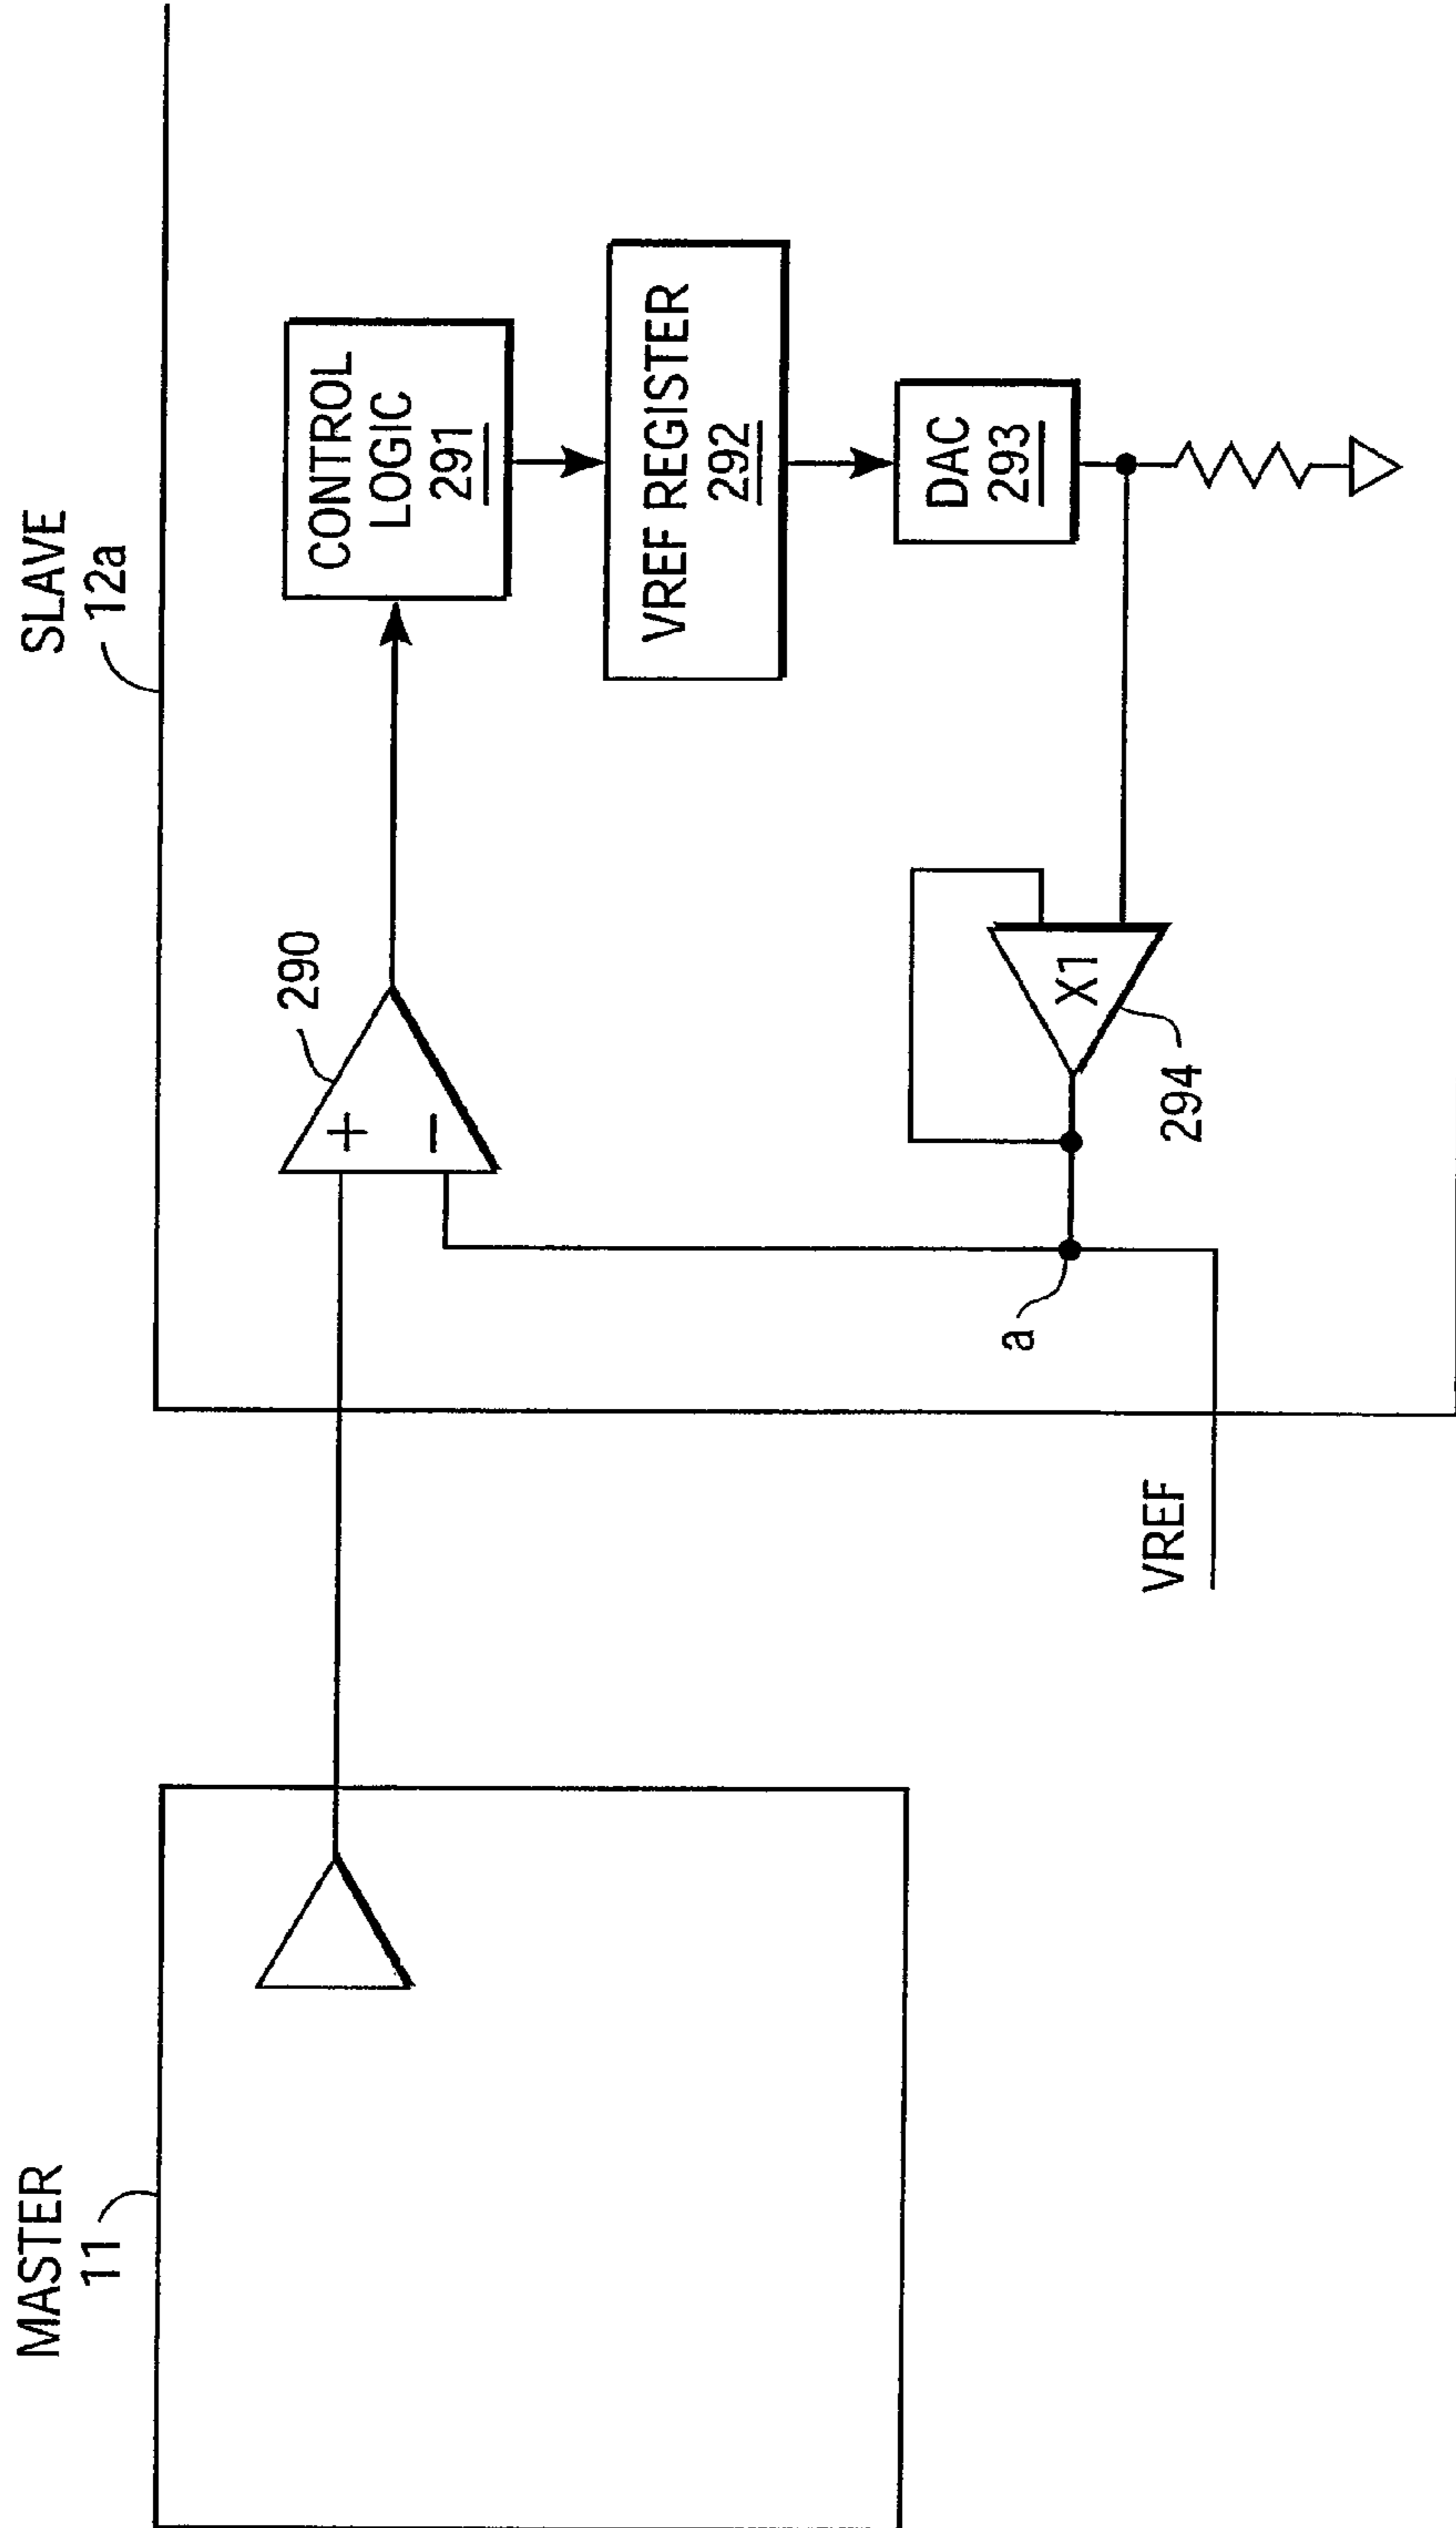 MASTER
11
SLAVE
12a
290
+
−
CONTROL
LOGIC
291
VREF REGISTER
292
DAC
293
X1
294
a
VREF